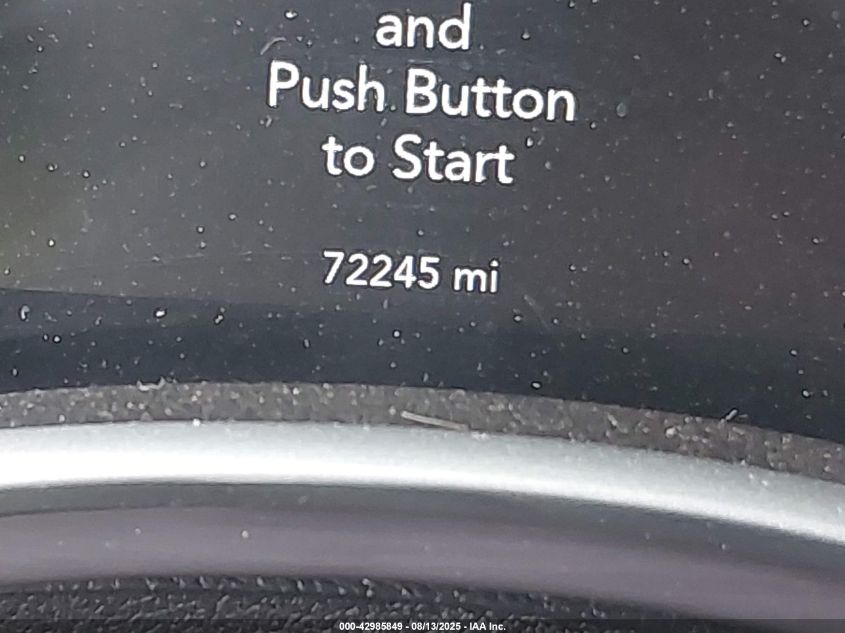 and
Push Button
to Start
72245 mi
000-42985849 - 08/13/2025 - IAA Inc.